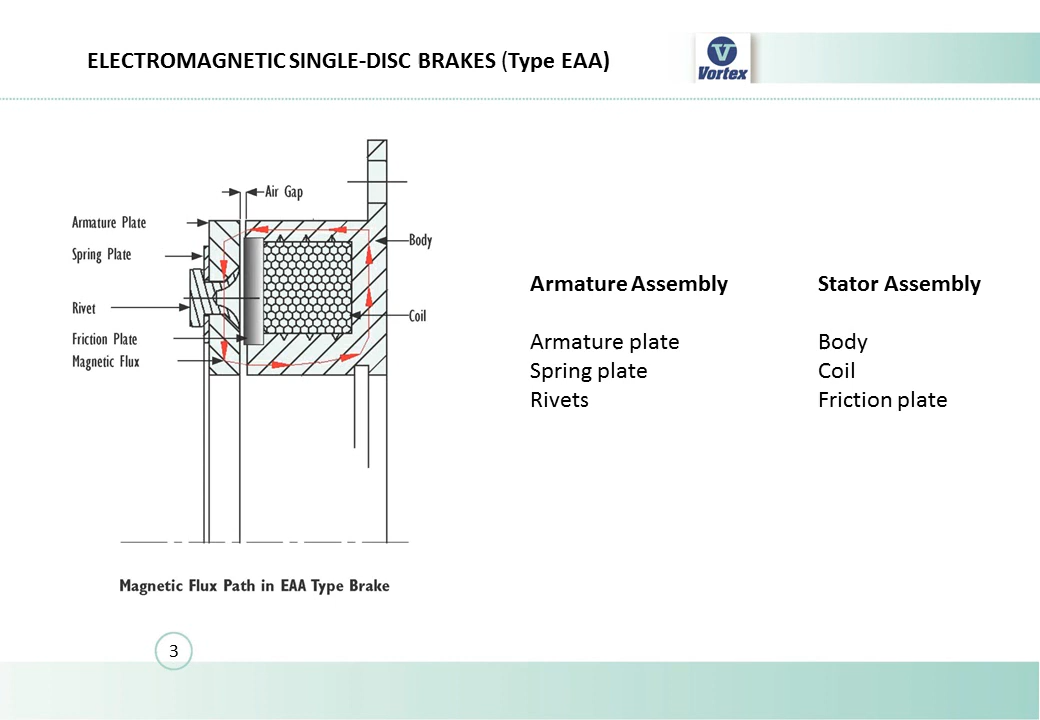 ELECTROMAGNETIC SINGLE-DISC BRAKES (Type EAA)
V
Vortex
Air Gap
Armature Plate
Spring Plate
Rivet
Friction Plate
Magnetic Flux
Body
Coil
Magnetic Flux Path in EAA Type Brake
Armature Assembly
Armature plate
Spring plate
Rivets
Stator Assembly
Body
Coil
Friction plate
3